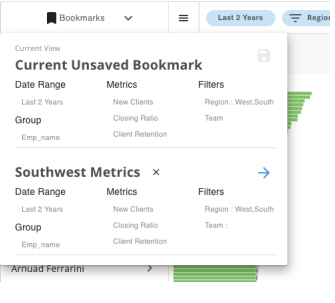 Bookmarks
Last 2 Years
Region
Current View
Current Unsaved Bookmark
Date Range Metrics Filters
Last 2 Years New Clients Region : West,South
Group Closing Ratio Team
Emp_name Client Retention
Southwest Metrics ×
Date Range Metrics Filters
Last 2 Years New Clients Region : West,South
Group Closing Ratio Team :
Emp_name Client Retention
Arnuad Ferrarini